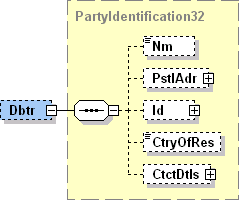 PartyIdentification32
Nm
PstlAdr
Dbtr
Id
CtryOfRes
CtctDtls